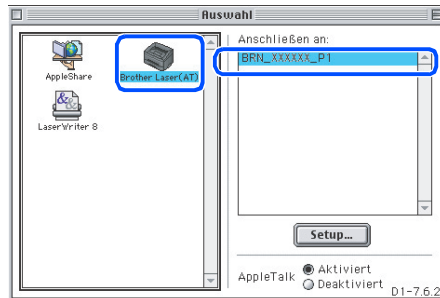 Auswahl
AppleShare
Brother Laser(AT)
LaserWriter 8
Anschließen an:
BRN_XXXXXX_P1
Setup...
AppleTalk
Aktiviert
Deaktiviert
D1-7.6.2